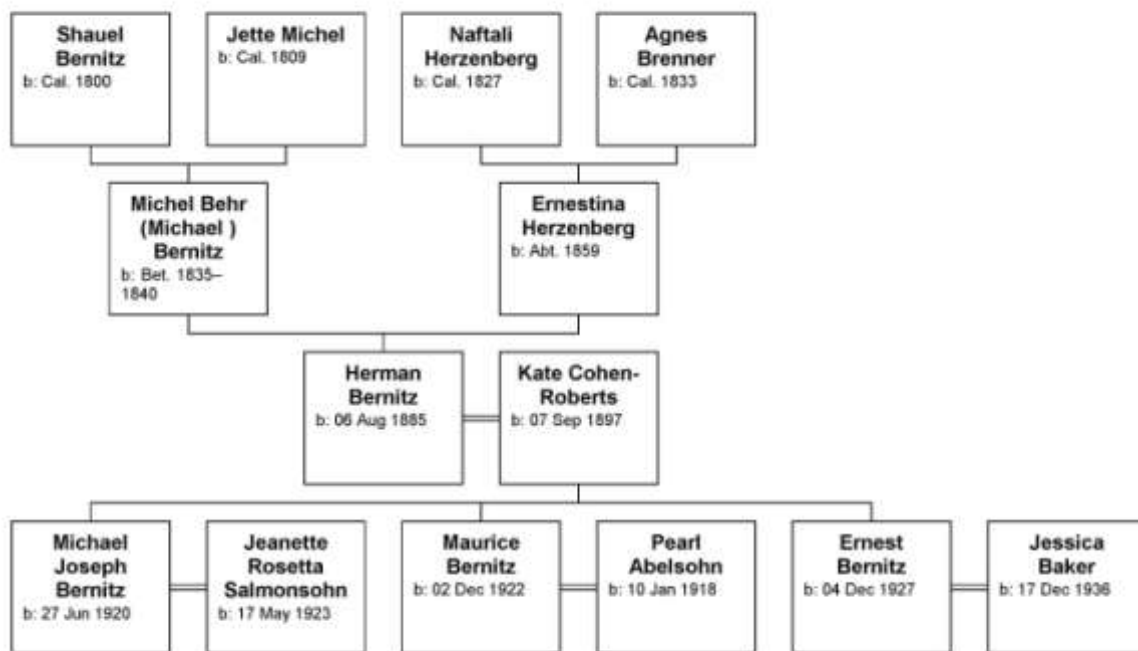 Shauel
Bernitz
b: Cal. 1800
Jette Michel
b: Cal. 1809
Naftali
Herzenberg
b: Cal. 1827
Agnes
Brenner
b: Cal. 1833
Michel Behr
(Michael )
Bernitz
b: Bet. 1835–
1840
Ernestina
Herzenberg
b: Abt. 1859
Herman
Bernitz
b: 06 Aug 1885
Kate Cohen-
Roberts
b: 07 Sep 1897
Michael
Joseph
Bernitz
b: 27 Jun 1920
Jeanette
Rosetta
Salmonsohn
b: 17 May 1923
Maurice
Bernitz
b: 02 Dec 1922
Pearl
Abelsohn
b: 10 Jan 1918
Ernest
Bernitz
b: 04 Dec 1927
Jessica
Baker
b: 17 Dec 1936